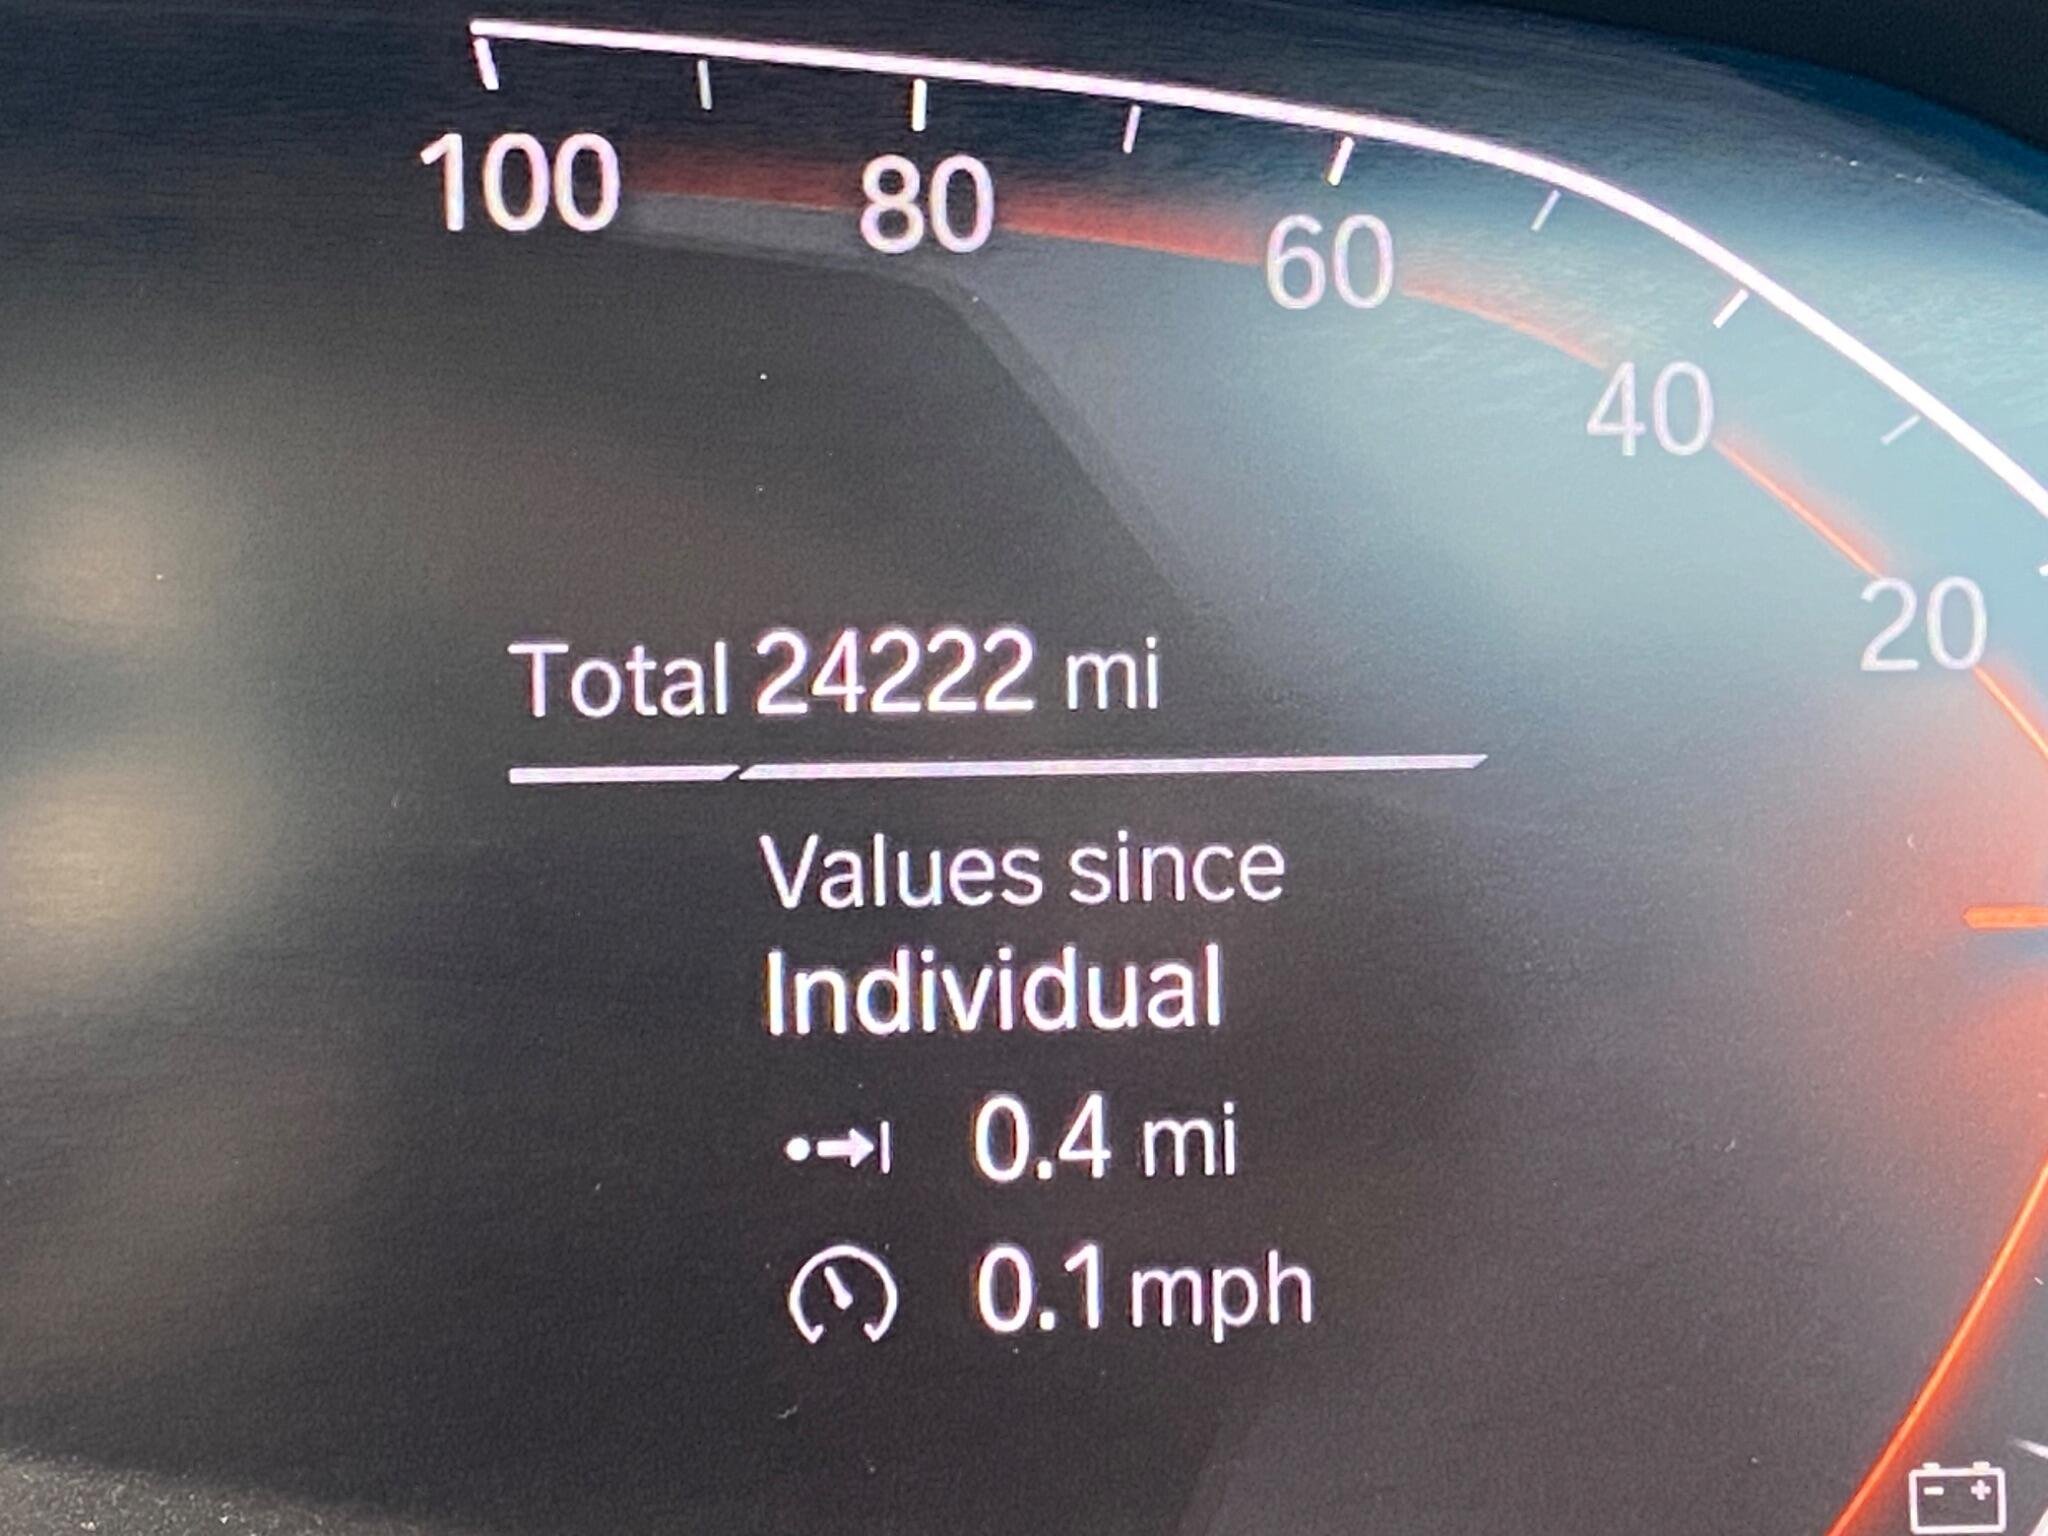 100 80 60 40 20
Total 24222 mi
Values since
Individual
0.4 mi
0.1 mph